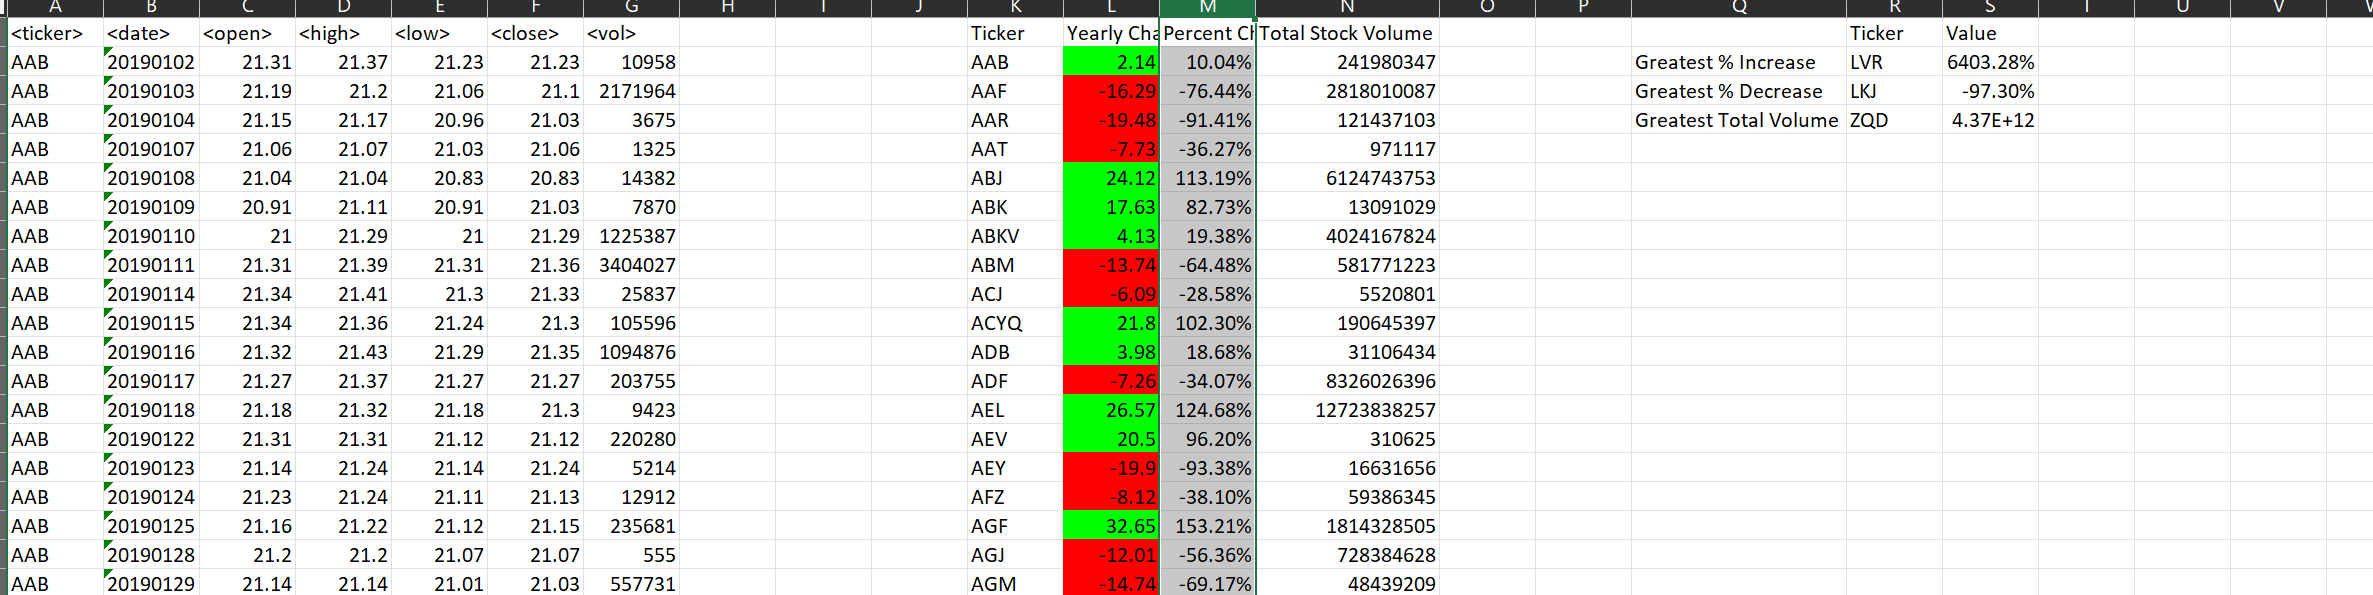 A B C D E F G H I J K L M N O P Q R S T U V
<ticker> <date> <open> <high> <low> <close> <vol> Ticker Yearly Cha Percent Ch Total Stock Volume Ticker Value
AAB 20190102 21.31 21.37 21.23 21.23 10958 AAB 2.14 10.04% 241980347 Greatest % Increase LVR 6403.28%
AAB 20190103 21.19 21.2 21.06 21.1 2171964 AAF -16.29 -76.44% 2818010087 Greatest % Decrease LKJ -97.30%
AAB 20190104 21.15 21.17 20.96 21.03 3675 AAR -19.48 -91.41% 121437103 Greatest Total Volume ZQD 4.37E+12
AAB 20190107 21.06 21.07 21.03 21.06 1325 AAT -7.73 -36.27% 971117
AAB 20190108 21.04 21.04 20.83 20.83 14382 ABJ 24.12 113.19% 6124743753
AAB 20190109 20.91 21.11 20.91 21.03 7870 ABK 17.63 82.73% 13091029
AAB 20190110 21 21.29 21 21.29 1225387 ABKV 4.13 19.38% 4024167824
AAB 20190111 21.31 21.39 21.31 21.36 3404027 ABM -13.74 -64.48% 581771223
AAB 20190114 21.34 21.41 21.3 21.33 25837 ACJ -6.09 -28.58% 5520801
AAB 20190115 21.34 21.36 21.24 21.3 105596 ACYQ 21.8 102.30% 190645397
AAB 20190116 21.32 21.43 21.29 21.35 1094876 ADB 3.98 18.68% 31106434
AAB 20190117 21.27 21.37 21.27 21.27 203755 ADF -7.26 -34.07% 8326026396
AAB 20190118 21.18 21.32 21.18 21.3 9423 AEL 26.57 124.68% 12723838257
AAB 20190122 21.31 21.31 21.12 21.12 220280 AEV 20.5 96.20% 310625
AAB 20190123 21.14 21.24 21.14 21.24 5214 AEY -19.9 -93.38% 16631656
AAB 20190124 21.23 21.24 21.11 21.13 12912 AFZ -8.12 -38.10% 59386345
AAB 20190125 21.16 21.22 21.12 21.15 235681 AGF 32.65 153.21% 1814328505
AAB 20190128 21.2 21.2 21.07 21.07 555 AGJ -12.01 -56.36% 728384628
AAB 20190129 21.14 21.14 21.01 21.03 557731 AGM -14.74 -69.17% 48439209